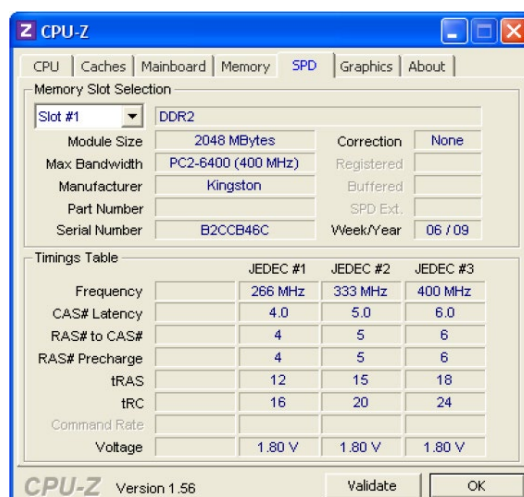 Z CPU-Z
CPU Caches Mainboard Memory SPD Graphics About
Memory Slot Selection
Slot #1 DDR2
Module Size 2048 MBytes Correction None
Max Bandwidth PC2-6400 (400 MHz) Registered
Manufacturer Kingston Buffered
Part Number SPD Ext.
Serial Number B2CCB46C Week/Year 06 / 09
Timings Table
JEDEC #1 JEDEC #2 JEDEC #3
Frequency 266 MHz 333 MHz 400 MHz
CAS# Latency 4.0 5.0 6.0
RAS# to CAS# 4 5 6
RAS# Precharge 4 5 6
tRAS 12 15 18
tRC 16 20 24
Command Rate
Voltage 1.80 V 1.80 V 1.80 V
CPU-Z Version 1.56 Validate OK